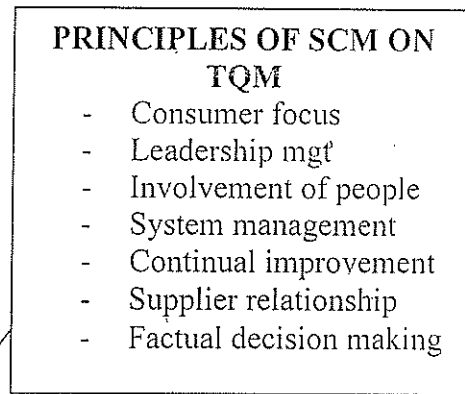 PRINCIPLES OF SCM ON
TQM
- Consumer focus
- Leadership mgt
- Involvement of people
- System management
- Continual improvement
- Supplier relationship
- Factual decision making